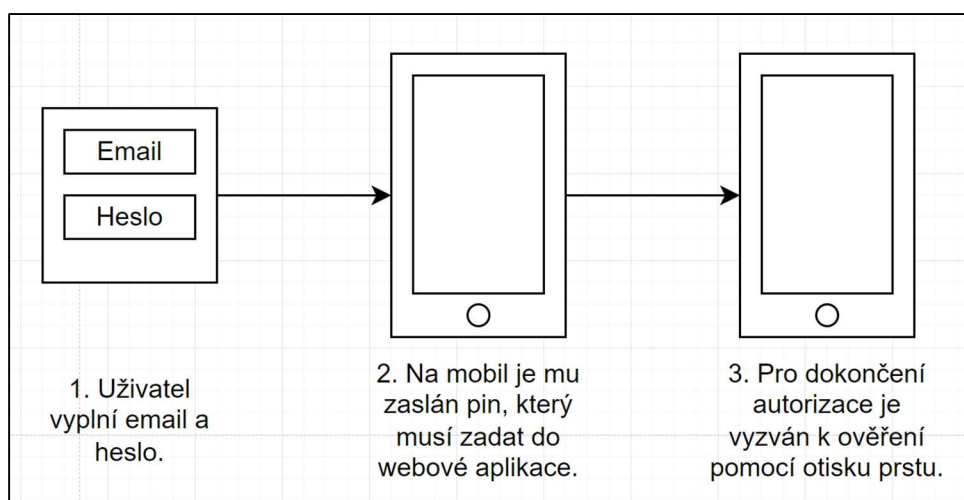 Email
Heslo
1. Uživatel
vyplní email a
heslo.
2. Na mobil je mu
zaslán pin, který
musí zadat do
webové aplikace.
3. Pro dokončení
autorizace je
vyzván k ověření
pomocí otisku prstu.